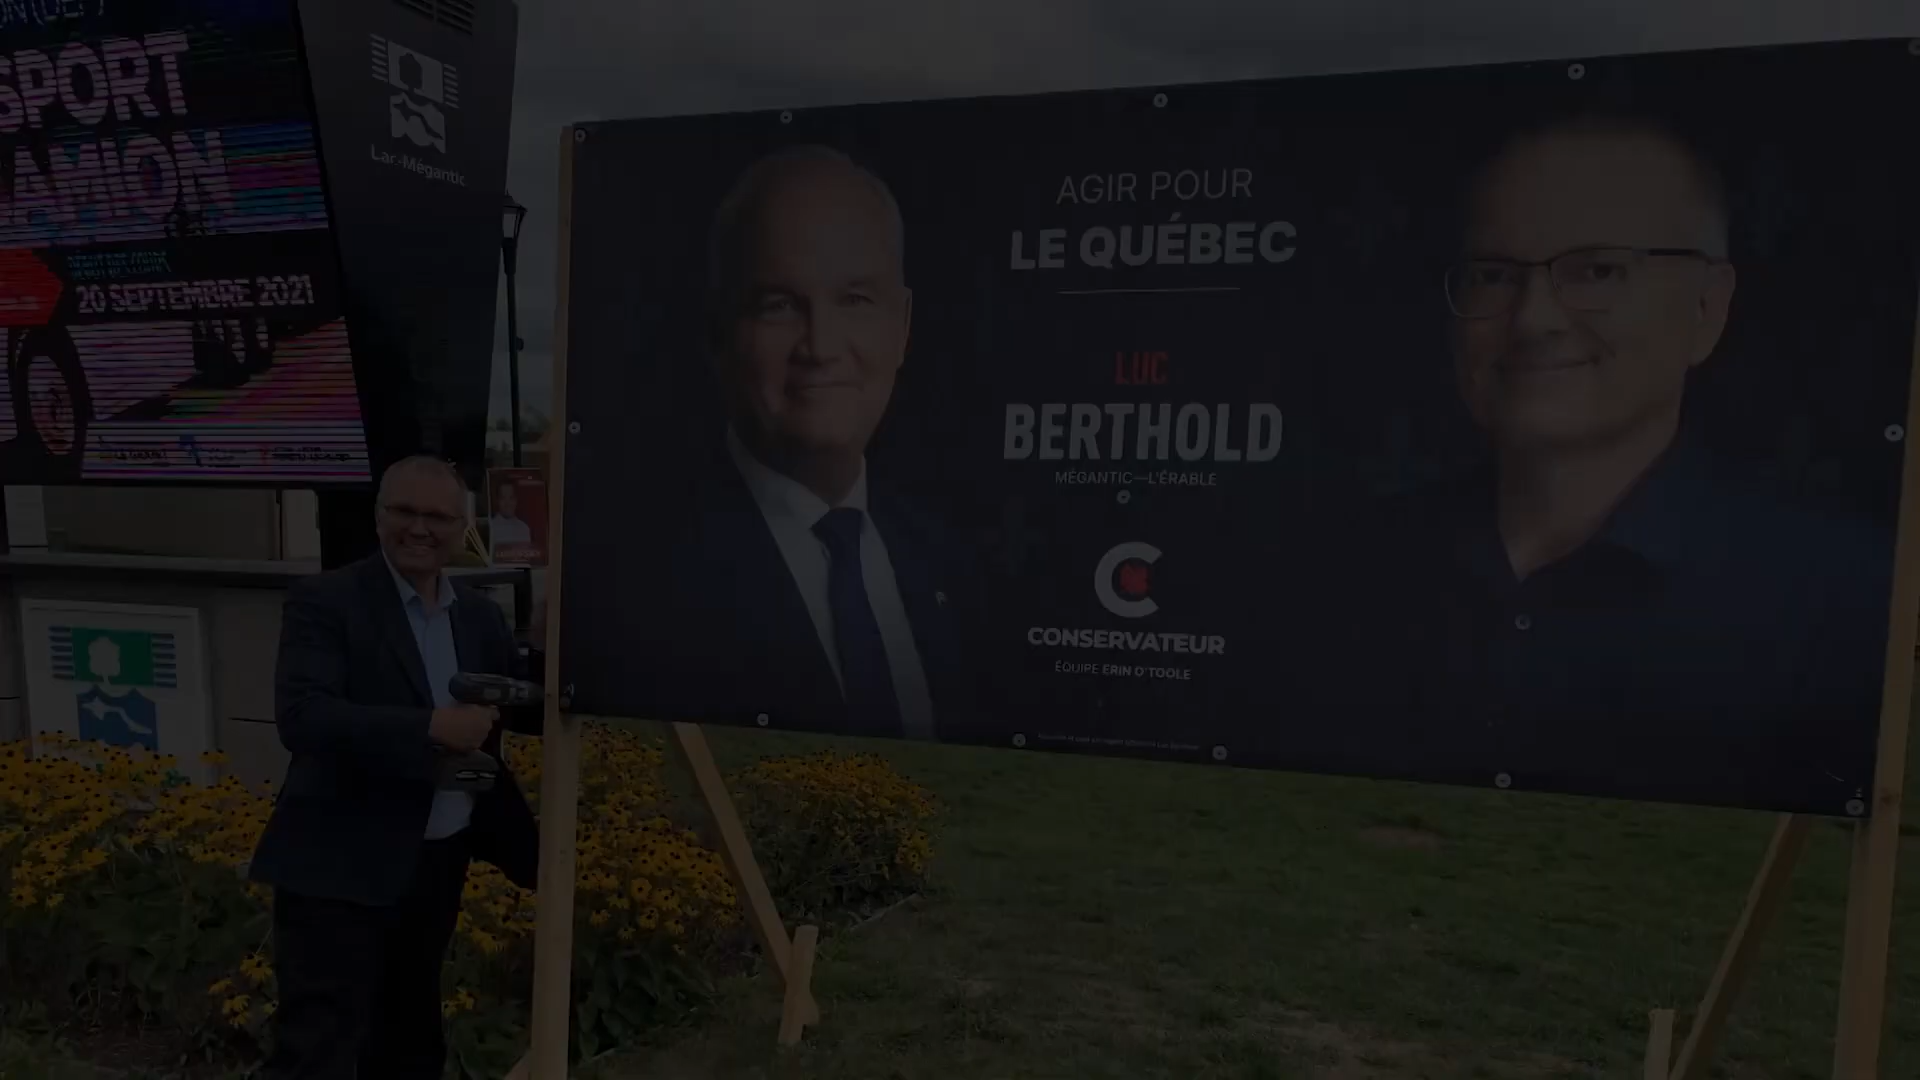 SPORT
CAMION
20 SEPTEMBRE 2021
Lac-Mégantic
AGIR POUR
LE QUÉBEC
LUC
BERTHOLD
MÉGANTIC—L'ÉRABLE
C
CONSERVATEUR
ÉQUIPE ERIN O'TOOLE